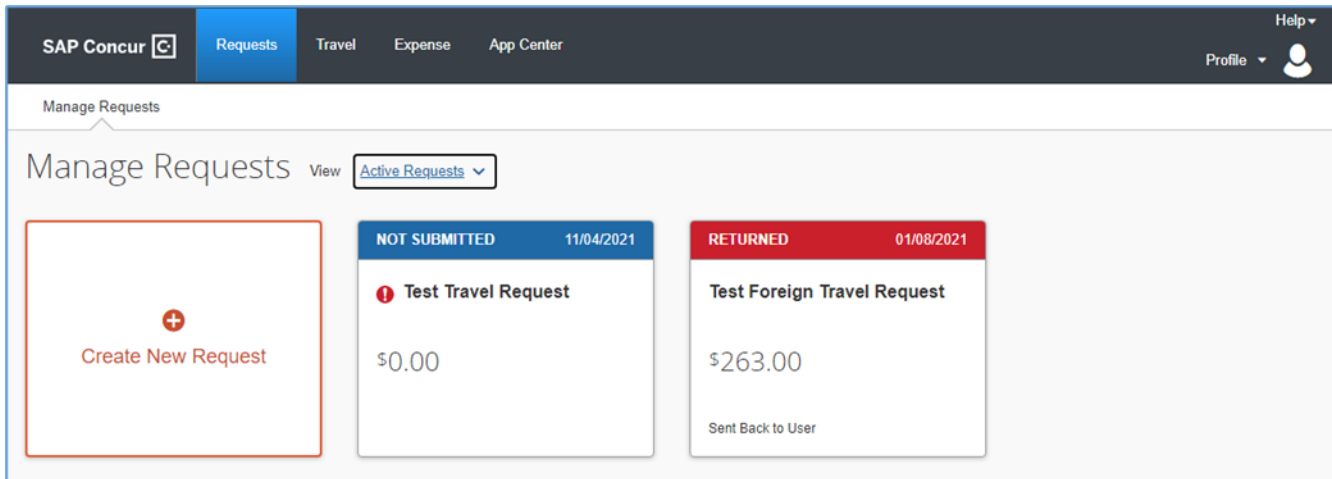 Help
SAP Concur C Requests Travel Expense App Center
Profile
Manage Requests
Manage Requests View Active Requests
NOT SUBMITTED 11/04/2021
RETURNED 01/08/2021
Test Travel Request
Test Foreign Travel Request
Create New Request
$0.00
$263.00
Sent Back to User